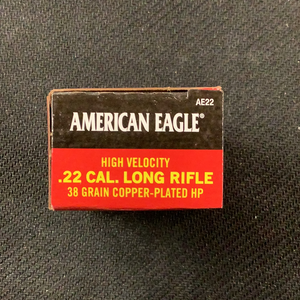 AE22
AMERICAN EAGLE®
HIGH VELOCITY
.22 CAL. LONG RIFLE
38 GRAIN COPPER-PLATED HP